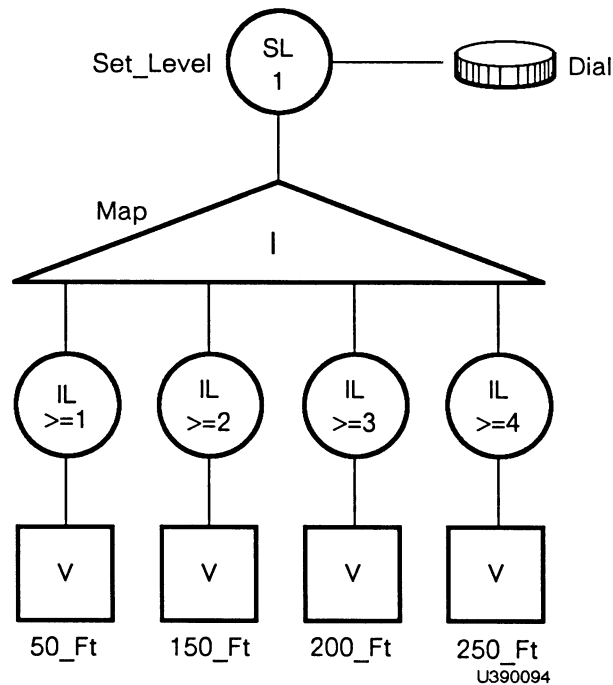 SL
1
Set_Level
Dial
Map
I
IL
>=1
IL
>=2
IL
>=3
IL
>=4
V
V
V
V
50_Ft
150_Ft
200_Ft
250_Ft
U390094